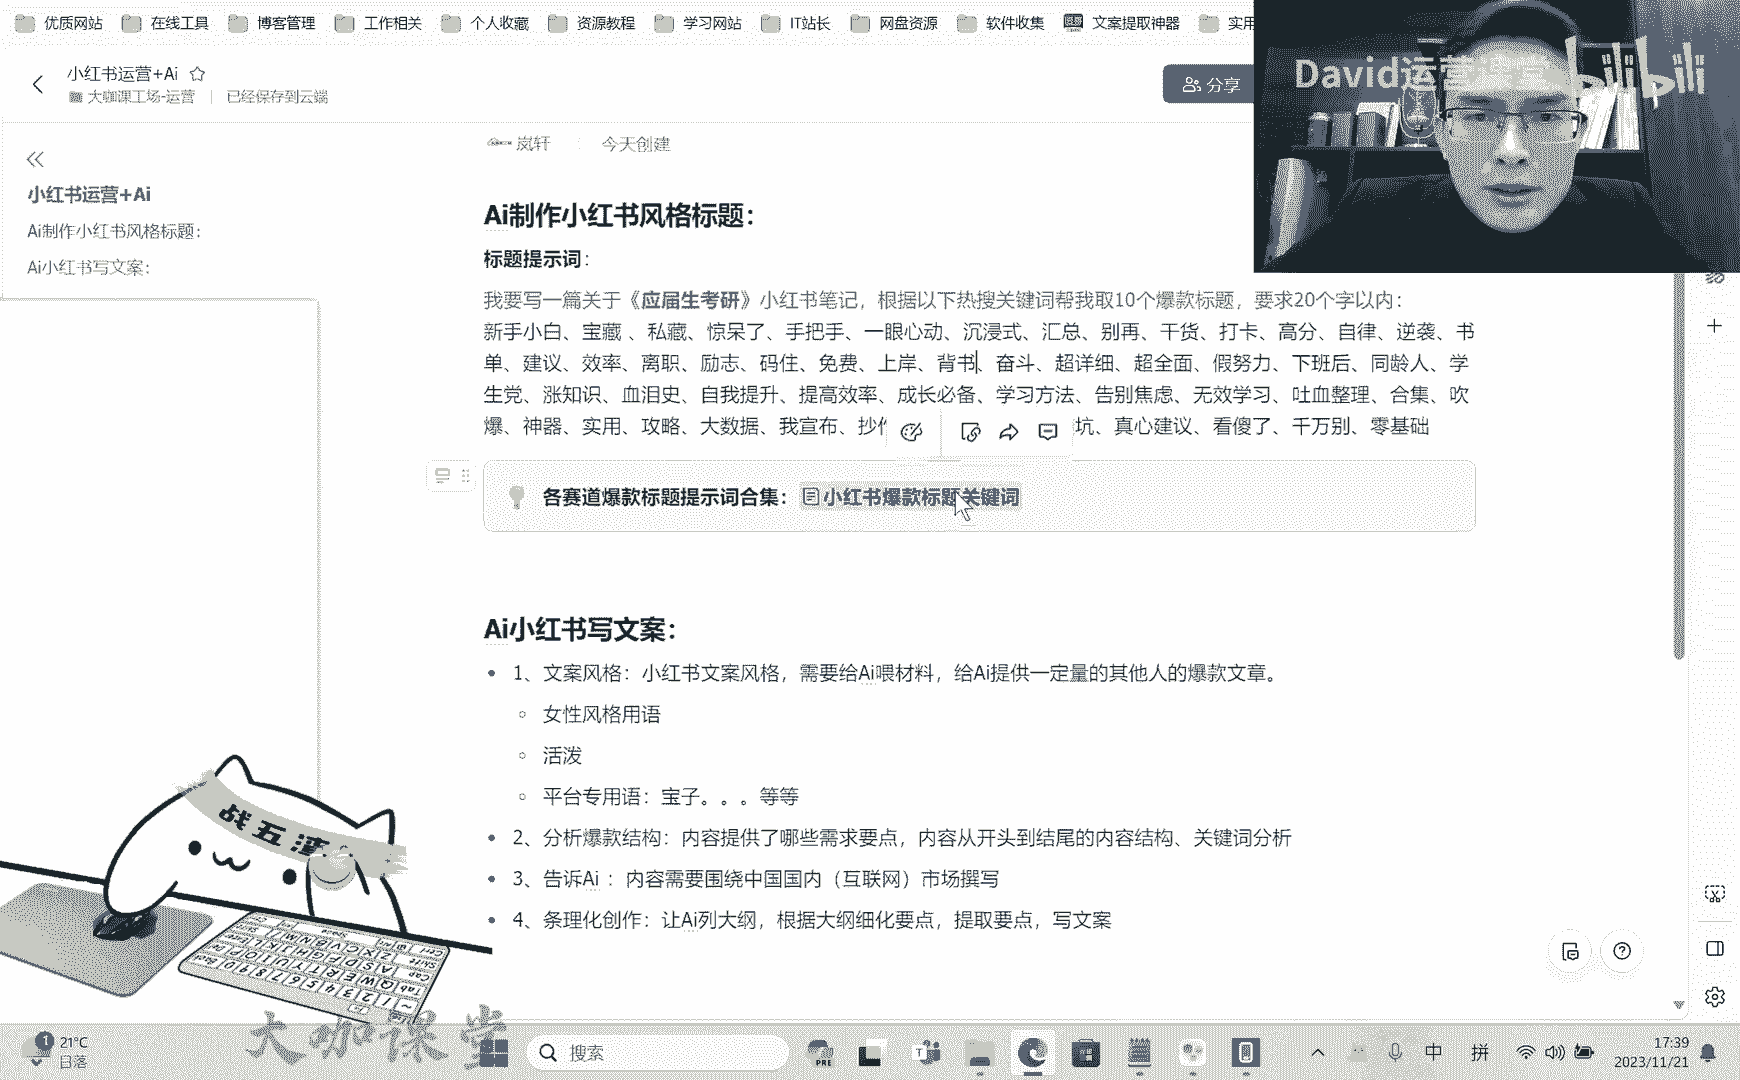 优质网站 在线工具 博客管理 工作相关 个人收藏 资源教程 学习网站 IT站长 网盘资源 软件收集 文案提取神器 实用
David运营课堂 bilibili
小红书运营+Ai
大咖课工场-运营 已经保存到云端
分享
岚轩 今天创建
小红书运营+Ai
Ai制作小红书风格标题：
Ai小红书写文案：
Ai制作小红书风格标题：
标题提示词：
我要写一篇关于《应届生考研》小红书笔记，根据以下热搜关键词帮我取10个爆款标题，要求20个字以内：
新手小白、宝藏 、私藏、惊呆了、手把手、一眼心动、沉浸式、汇总、别再、干货、打卡、高分、自律、逆袭、书
单、建议、效率、离职、励志、码住、免费、上岸、背书、奋斗、超详细、超全面、假努力、下班后、同龄人、学
生党、涨知识、血泪史、自我提升、提高效率、成长必备、学习方法、告别焦虑、无效学习、吐血整理、合集、吹
爆、神器、实用、攻略、大数据、我宣布、抄 坑、真心建议、看傻了、千万别、零基础
各赛道爆款标题提示词合集： 小红书爆款标题关键词
Ai小红书写文案：
1、文案风格：小红书文案风格，需要给Ai喂材料，给Ai提供一定量的其他人的爆款文章。
女性风格用语
活泼
平台专用语：宝子。。。等等
2、分析爆款结构：内容提供了哪些需求要点，内容从开头到结尾的内容结构、关键词分析
3、告诉Ai ：内容需要围绕中国国内（互联网）市场撰写
4、条理化创作：让Ai列大纲，根据大纲细化要点，提取要点，写文案
战五渣
大咖课堂
1 21°C
日落
搜索
PRE
中 拼
17:39
2023/11/21